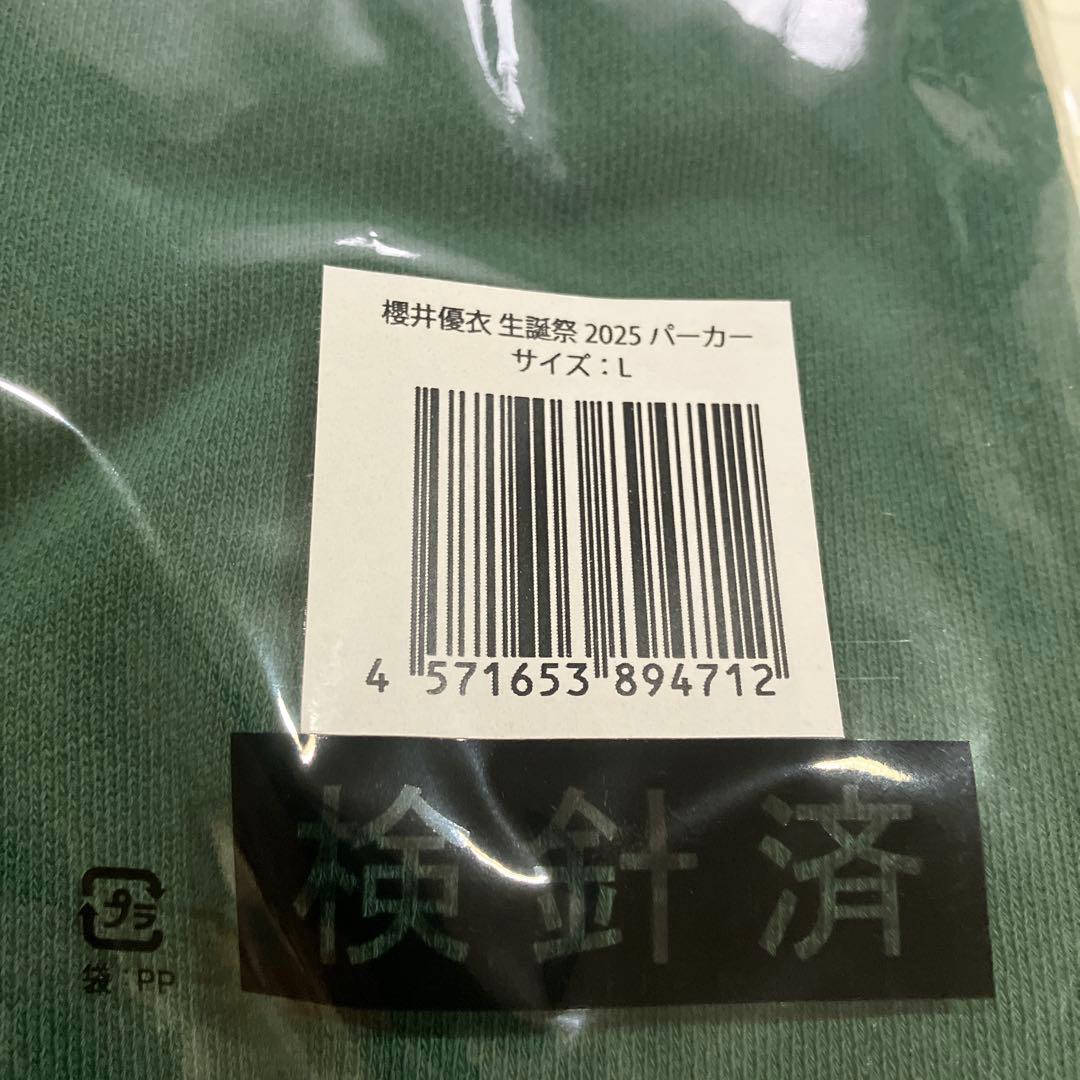 櫻井優衣 生誕祭 2025 パーカー
サイズ：L
4 571653 894712
検針済
プラ
袋：PP